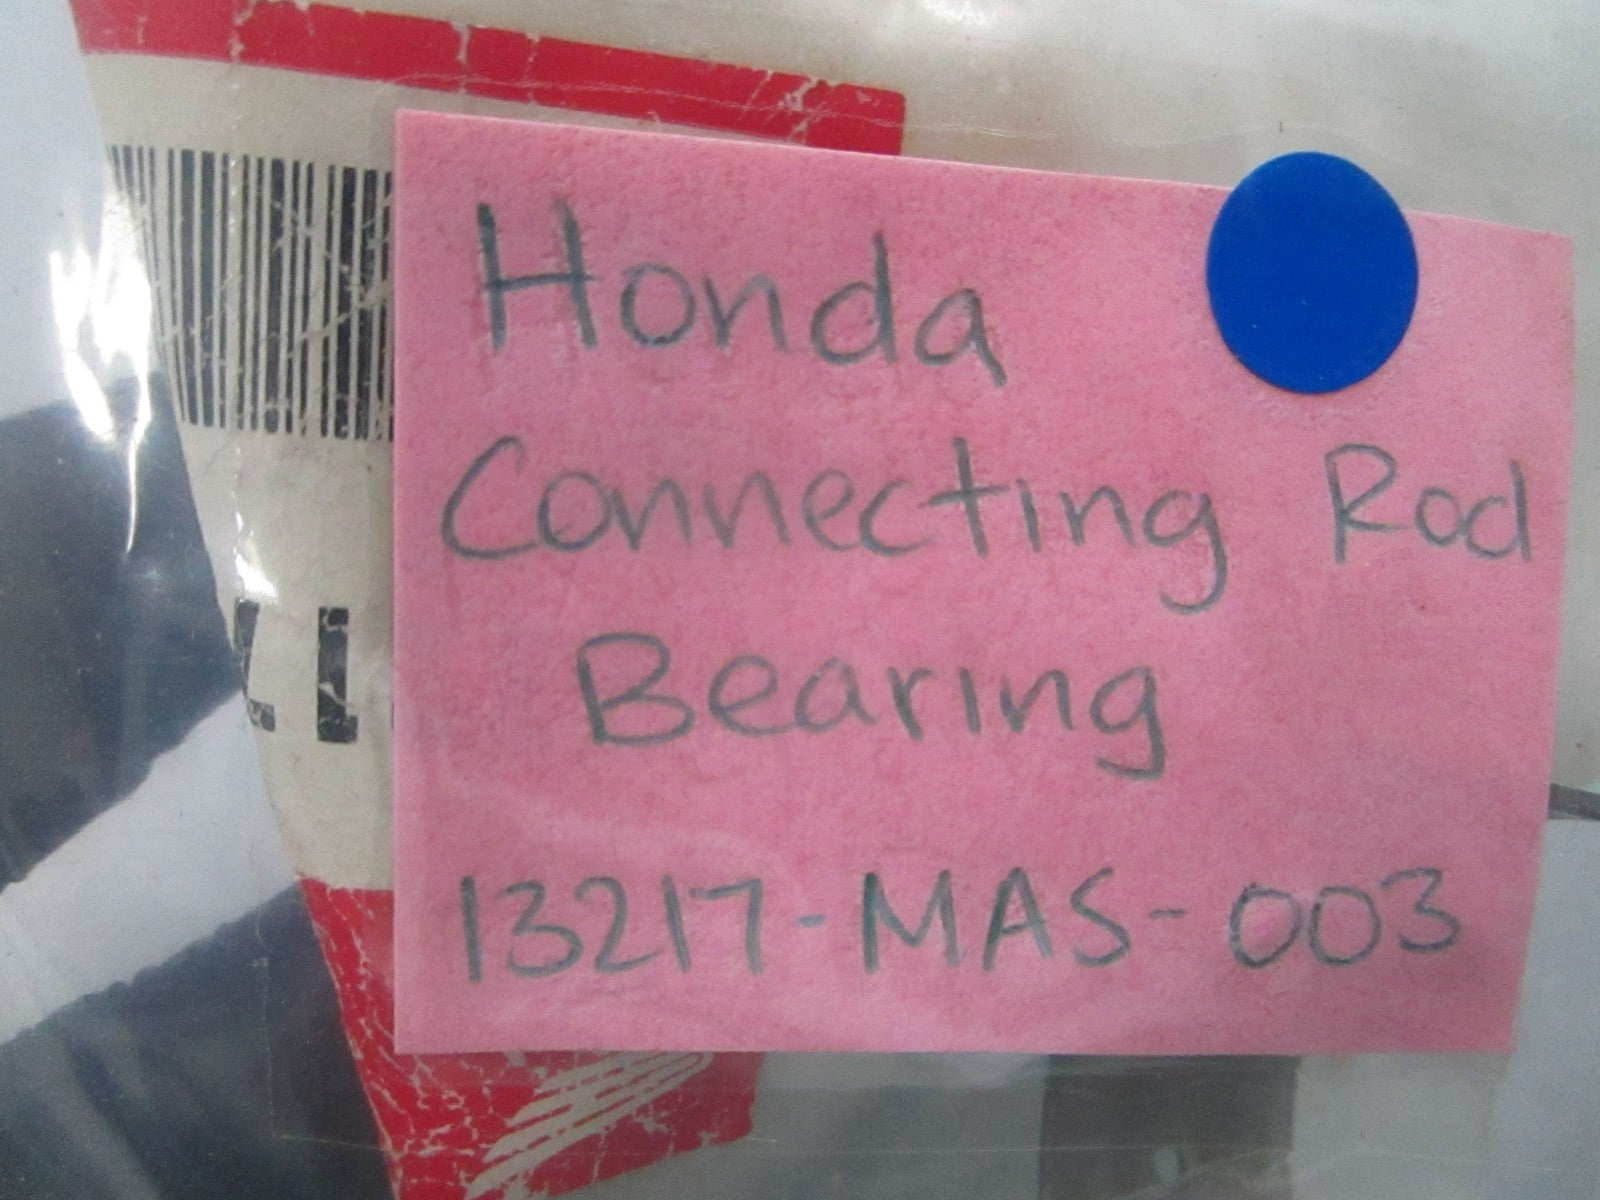 Honda
Connecting Rod
Bearing
13217-MAS-003